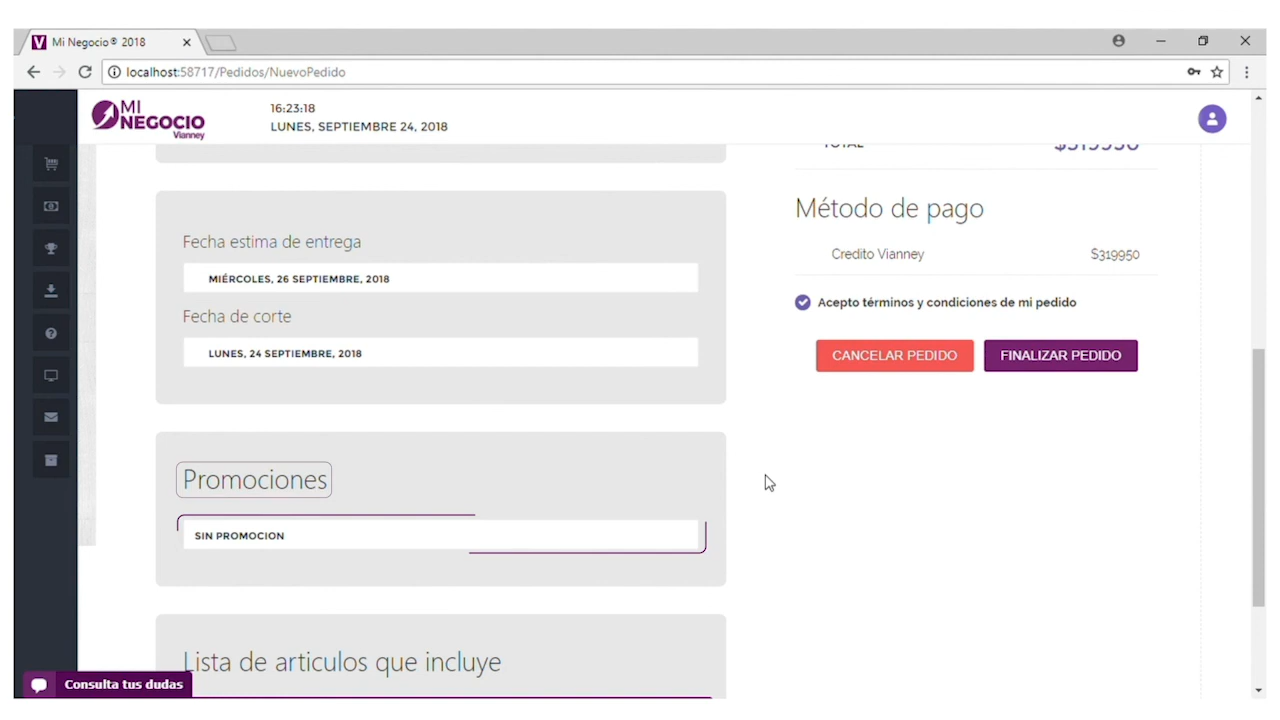 Mi Negocio® 2018
localhost:58717/Pedidos/NuevoPedido
MI
NEGOCIO
Vianney
16:23:18
LUNES, SEPTIEMBRE 24, 2018
TOTAL
$319950
Fecha estima de entrega
MIÉRCOLES, 26 SEPTIEMBRE, 2018
Fecha de corte
LUNES, 24 SEPTIEMBRE, 2018
Método de pago
Credito Vianney
$319950
Acepto términos y condiciones de mi pedido
CANCELAR PEDIDO
FINALIZAR PEDIDO
Promociones
SIN PROMOCION
Lista de articulos que incluye
Consulta tus dudas